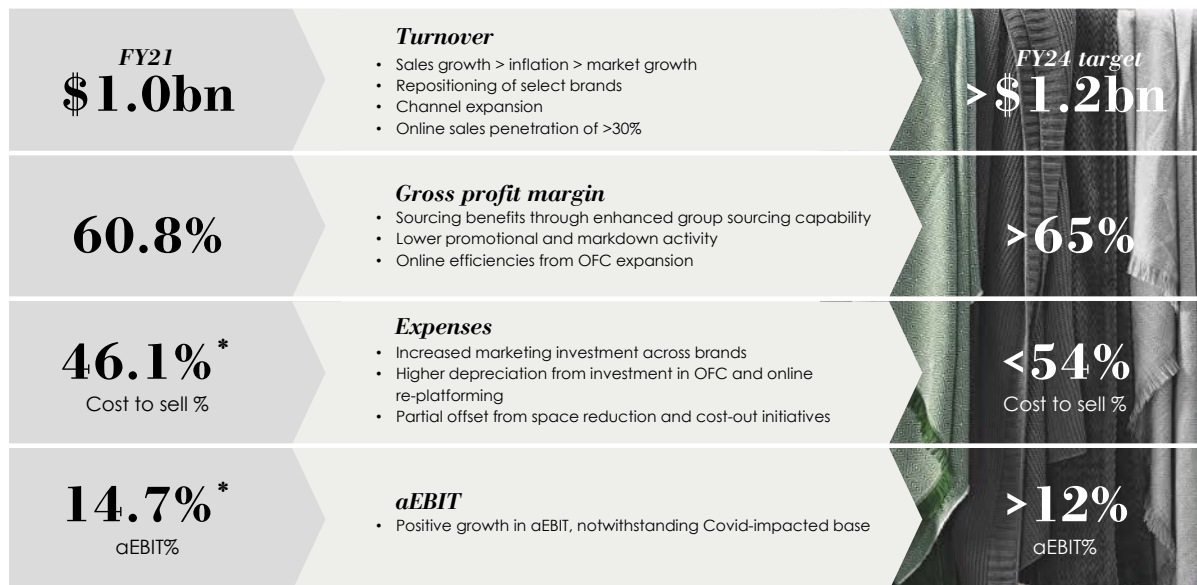 FY21
$1.0bn
Turnover
• Sales growth > inflation > market growth
• Repositioning of select brands
• Channel expansion
• Online sales penetration of >30%
FY24 target
>$1.2bn
60.8%
Gross profit margin
• Sourcing benefits through enhanced group sourcing capability
• Lower promotional and markdown activity
• Online efficiencies from OFC expansion
>65%
46.1%*
Cost to sell %
Expenses
• Increased marketing investment across brands
• Higher depreciation from investment in OFC and online
re-platforming
• Partial offset from space reduction and cost-out initiatives
<54%
Cost to sell %
14.7%*
aEBIT%
aEBIT
• Positive growth in aEBIT, notwithstanding Covid-impacted base
>12%
aEBIT%